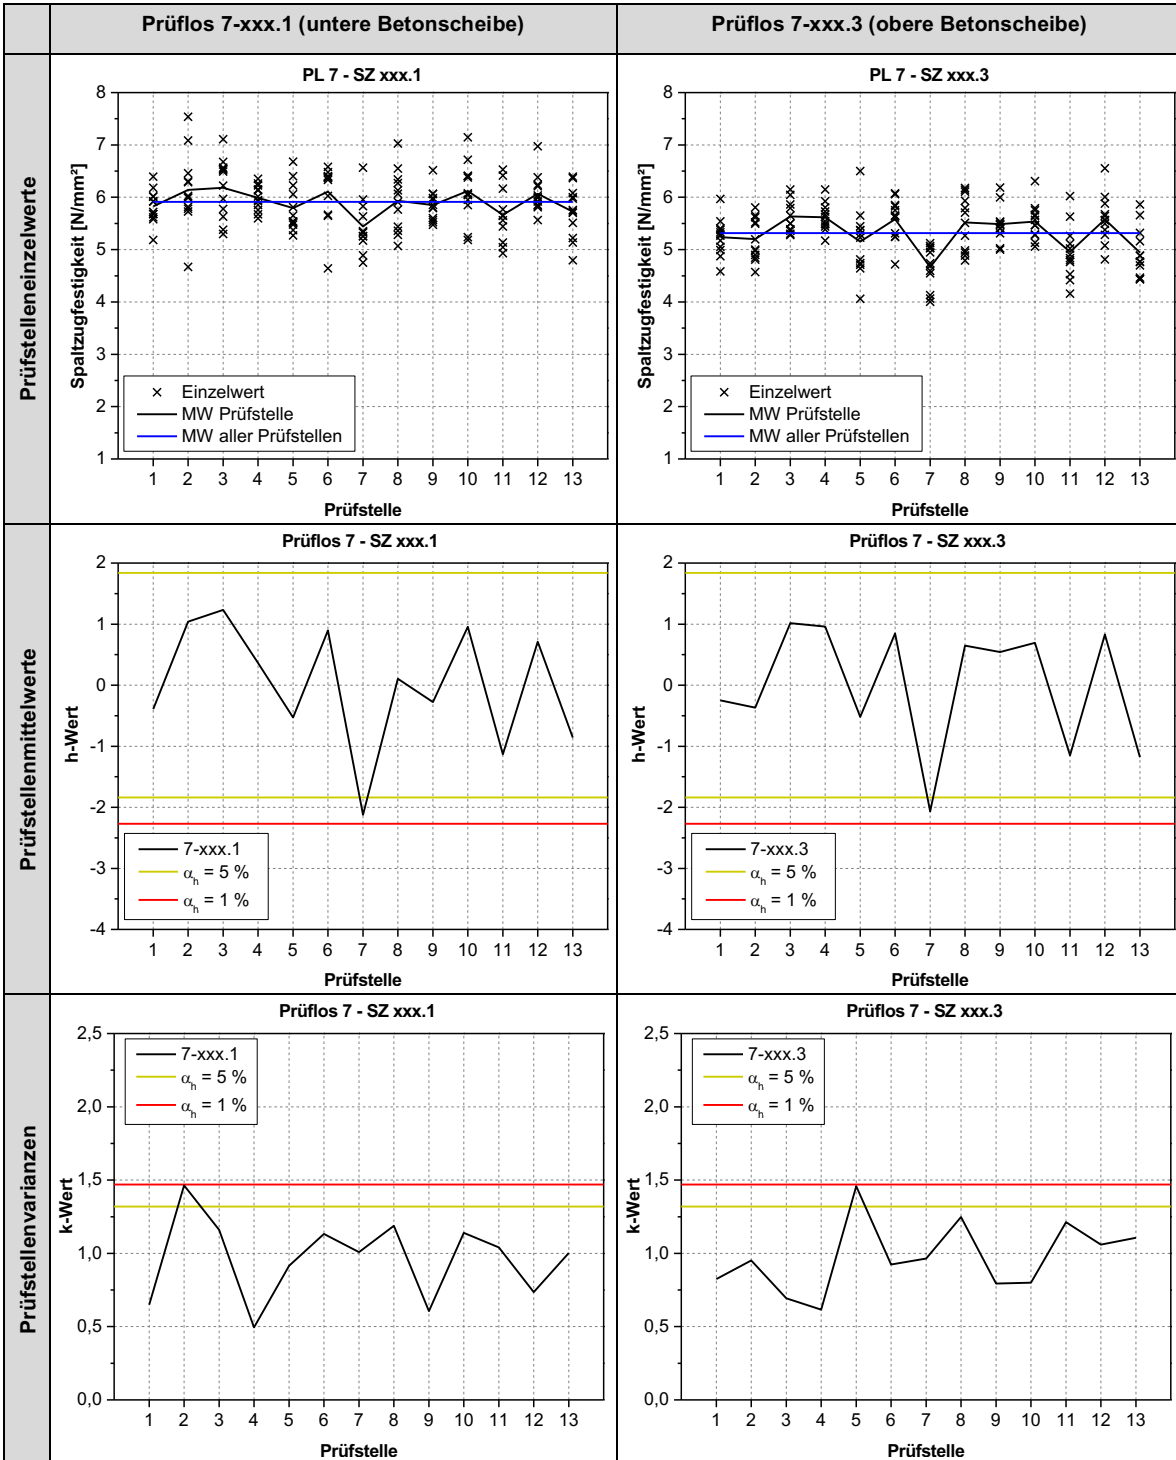 Prüflos 7-xxx.1 (untere Betonscheibe)
Prüflos 7-xxx.3 (obere Betonscheibe)
Prüfstelleneinzelwerte
PL 7 - SZ xxx.1
Spaltzugfestigkeit [N/mm²]
8
7
6
5
4
3
2
1
Einzelwert
MW Prüfstelle
MW aller Prüfstellen
1 2 3 4 5 6 7 8 9 10 11 12 13
Prüfstelle
PL 7 - SZ xxx.3
Spaltzugfestigkeit [N/mm²]
8
7
6
5
4
3
2
1
Einzelwert
MW Prüfstelle
MW aller Prüfstellen
1 2 3 4 5 6 7 8 9 10 11 12 13
Prüfstelle
Prüfstellenmittelwerte
Prüflos 7 - SZ xxx.1
h-Wert
2
1
0
-1
-2
-3
-4
7-xxx.1
αh = 5 %
αh = 1 %
1 2 3 4 5 6 7 8 9 10 11 12 13
Prüfstelle
Prüflos 7 - SZ xxx.3
h-Wert
2
1
0
-1
-2
-3
-4
7-xxx.3
αh = 5 %
αh = 1 %
1 2 3 4 5 6 7 8 9 10 11 12 13
Prüfstelle
Prüfstellenvarianzen
Prüflos 7 - SZ xxx.1
k-Wert
2,5
2,0
1,5
1,0
0,5
0,0
7-xxx.1
αh = 5 %
αh = 1 %
1 2 3 4 5 6 7 8 9 10 11 12 13
Prüfstelle
Prüflos 7 - SZ xxx.3
k-Wert
2,5
2,0
1,5
1,0
0,5
0,0
7-xxx.3
αh = 5 %
αh = 1 %
1 2 3 4 5 6 7 8 9 10 11 12 13
Prüfstelle